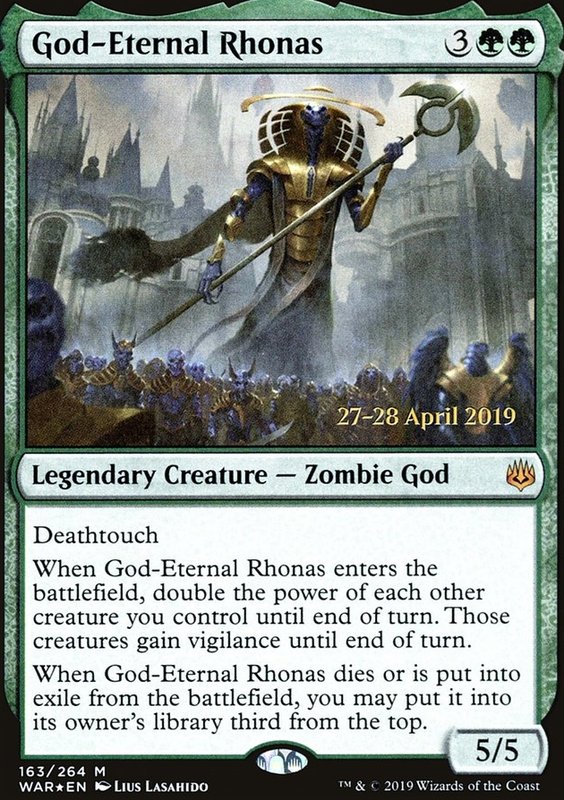 God-Eternal Rhonas 3
27-28 April 2019
Legendary Creature — Zombie God
Deathtouch
When God-Eternal Rhonas enters the
battlefield, double the power of each other
creature you control until end of turn. Those
creatures gain vigilance until end of turn.
When God-Eternal Rhonas dies or is put into
exile from the battlefield, you may put it into
its owner's library third from the top.
5/5
163/264 M
WAR★EN Lius Lasahido
™ & © 2019 Wizards of the Coast